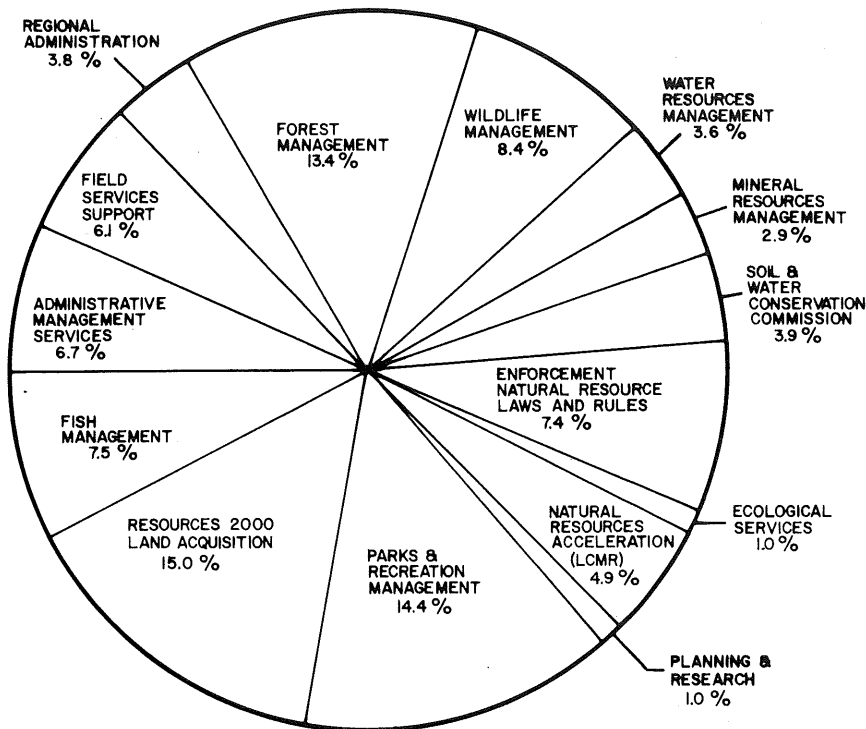 REGIONAL
ADMINISTRATION
3.8 %
FOREST
MANAGEMENT
13.4 %
WILDLIFE
MANAGEMENT
8.4 %
WATER
RESOURCES
MANAGEMENT
3.6 %
MINERAL
RESOURCES
MANAGEMENT
2.9 %
SOIL &
WATER
CONSERVATION
COMMISSION
3.9 %
ENFORCEMENT
NATURAL RESOURCE
LAWS AND RULES
7.4 %
ECOLOGICAL
SERVICES
1.0 %
NATURAL
RESOURCES
ACCELERATION
(LCMR)
4.9 %
PLANNING &
RESEARCH
1.0 %
PARKS &
RECREATION
MANAGEMENT
14.4 %
RESOURCES 2000
LAND ACQUISITION
15.0 %
FISH
MANAGEMENT
7.5 %
ADMINISTRATIVE
MANAGEMENT
SERVICES
6.7 %
FIELD
SERVICES
SUPPORT
6.1 %